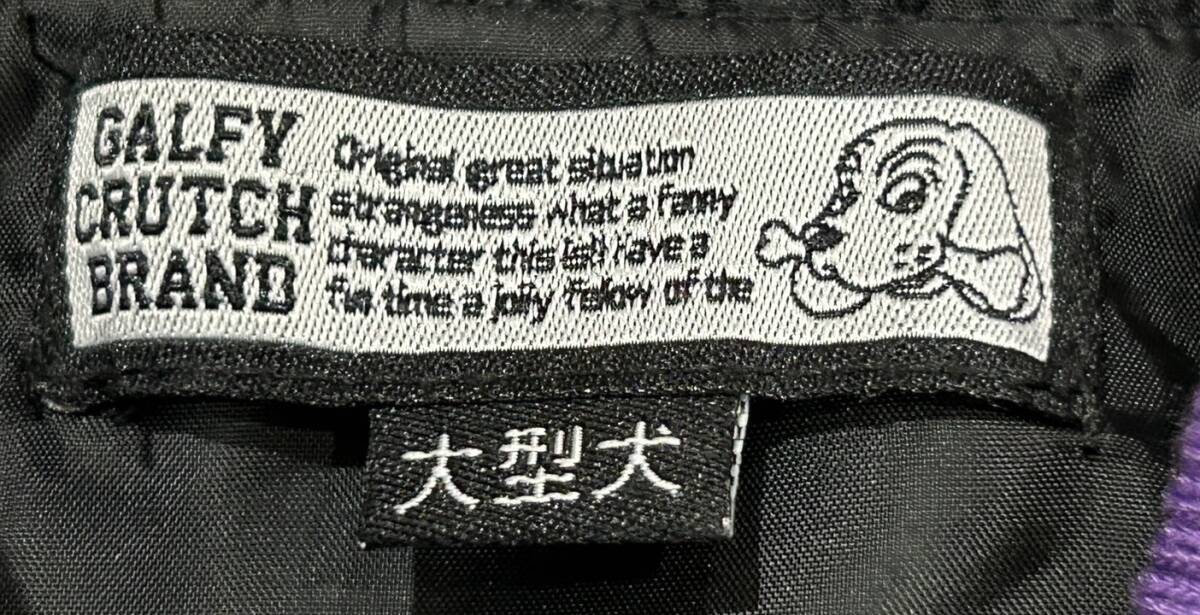 GALFY
CRUTCH
BRAND
Original great situation
strangeness what a fanny
character this is!! have a
fun time a jolly fellow of the
大型犬